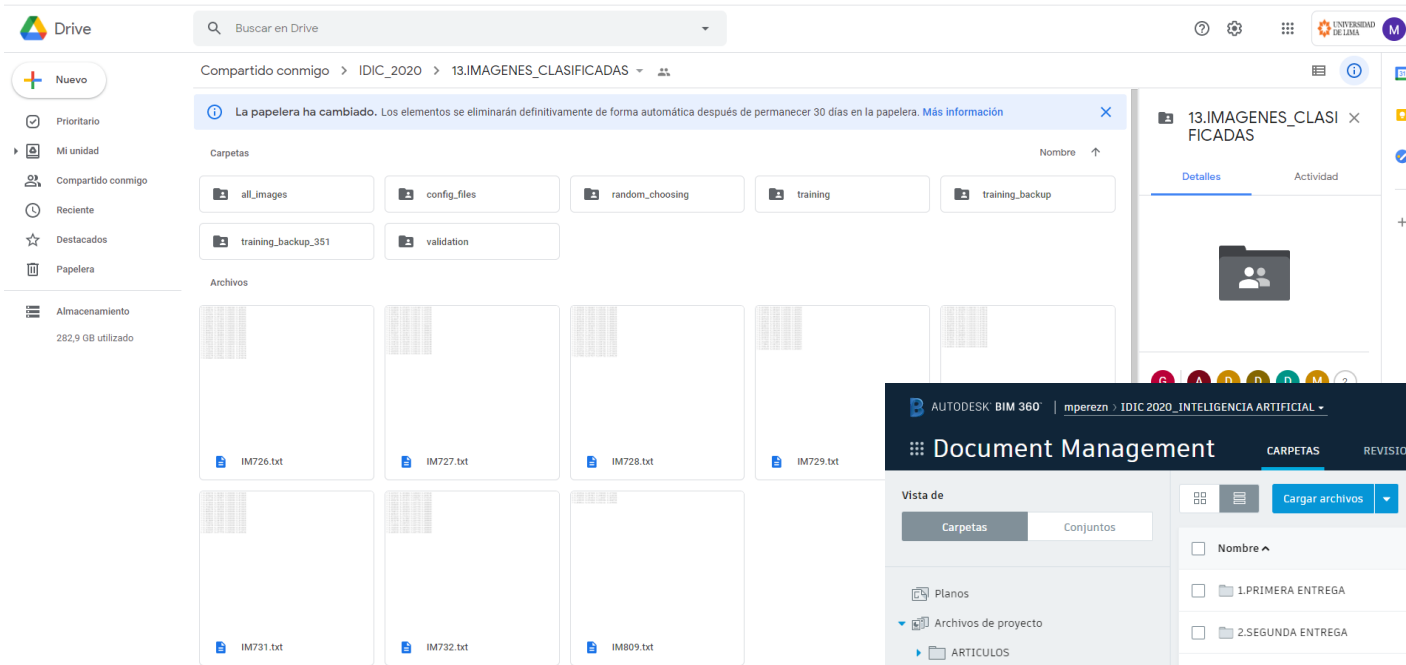 Drive
Buscar en Drive
UNIVERSIDAD
DE LIMA
M
Nuevo
Prioritario
Mi unidad
Compartido conmigo
Reciente
Destacados
Papelera
Almacenamiento
282,9 GB utilizado
Compartido conmigo > IDIC_2020 > 13.IMAGENES_CLASIFICADAS
La papelera ha cambiado. Los elementos se eliminarán definitivamente de forma automática después de permanecer 30 días en la papelera. Más información
Carpetas
Nombre
all_images
config_files
random_choosing
training
training_backup
training_backup_351
validation
Archivos
IM726.txt
IM727.txt
IM728.txt
IM729.txt
IM731.txt
IM732.txt
IM809.txt
13.IMAGENES_CLASI
FICADAS
Detalles
Actividad
G A D D D M 2
AUTODESK® BIM 360® | mperezn > IDIC 2020_INTELIGENCIA ARTIFICIAL
Document Management
CARPETAS
REVISIO
Vista de
Carpetas
Conjuntos
Planos
Archivos de proyecto
ARTICULOS
Cargar archivos
Nombre
1.PRIMERA ENTREGA
2.SEGUNDA ENTREGA